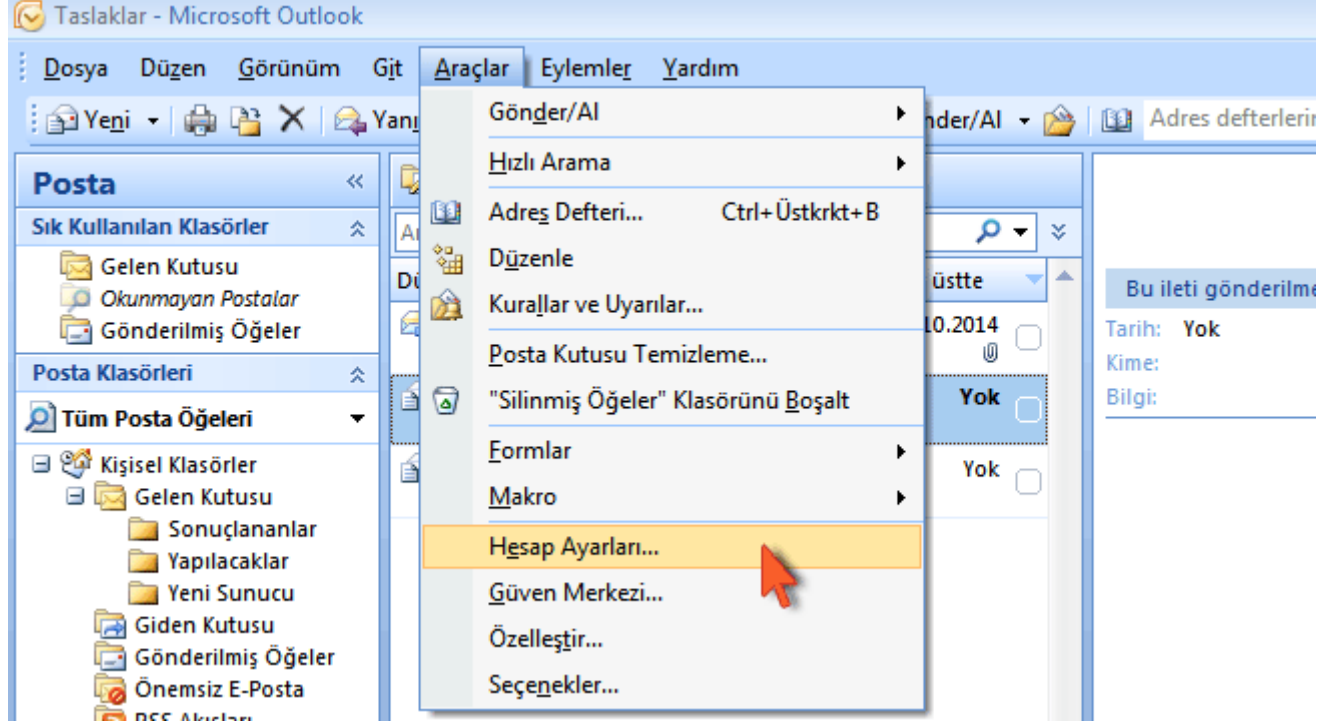 Taslaklar - Microsoft Outlook
Dosya Düzen Görünüm Git Araçlar Eylemler Yardım
Yeni
Adres defterlerin
Gönder/Al
Hızlı Arama
Adres Defteri... Ctrl+Üstkrkt+B
Düzenle
Kurallar ve Uyarılar...
Posta Kutusu Temizleme...
"Silinmiş Öğeler" Klasörünü Boşalt
Formlar
Makro
Hesap Ayarları...
Güven Merkezi...
Özelleştir...
Seçenekler...
Posta
Sık Kullanılan Klasörler
Gelen Kutusu
Okunmayan Postalar
Gönderilmiş Öğeler
Posta Klasörleri
Tüm Posta Öğeleri
Kişisel Klasörler
Gelen Kutusu
Sonuçlananlar
Yapılacaklar
Yeni Sunucu
Giden Kutusu
Gönderilmiş Öğeler
Önemsiz E-Posta
RSS Akışları
üstte
10.2014
Yok
Yok
Bu ileti gönderilme
Tarih: Yok
Kime:
Bilgi: